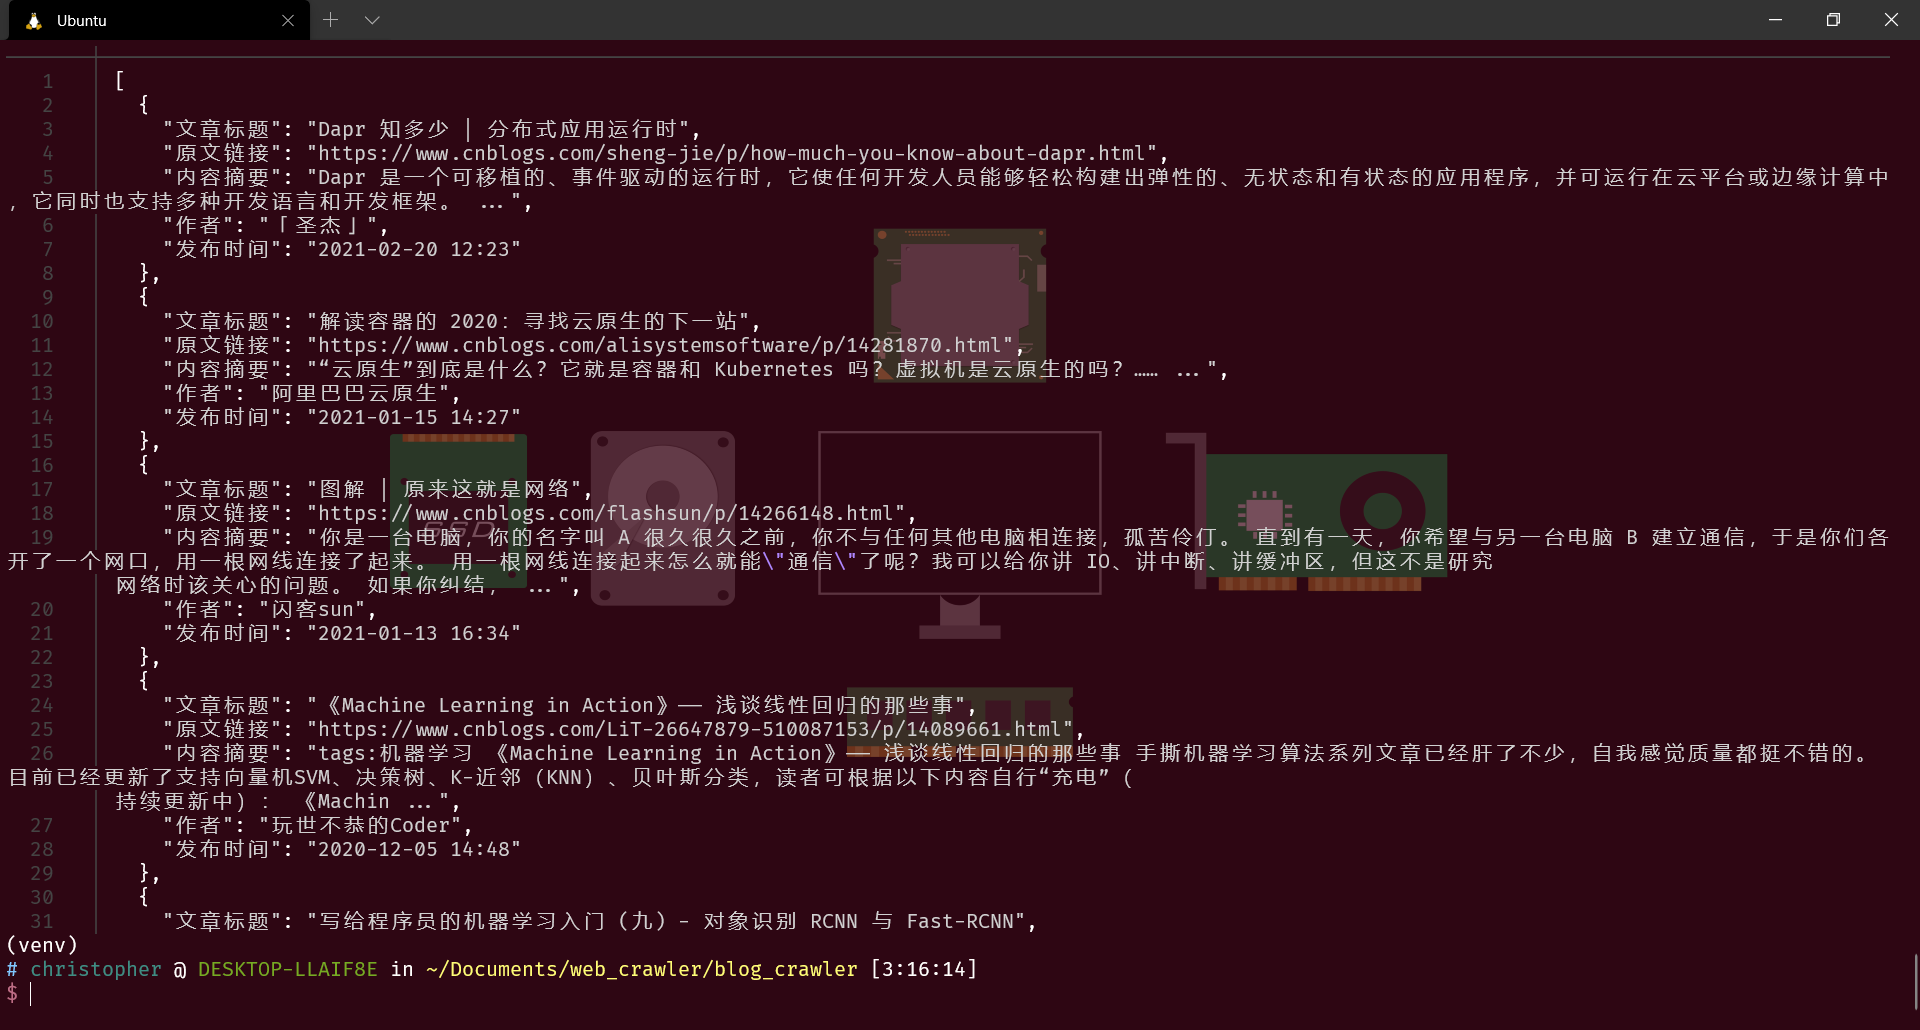 Ubuntu
1 [
2 {
3 "文章标题": "Dapr 知多少 | 分布式应用运行时",
4 "原文链接": "https://www.cnblogs.com/sheng-jie/p/how-much-you-know-about-dapr.html",
5 "内容摘要": "Dapr 是一个可移植的、事件驱动的运行时，它使任何开发人员能够轻松构建出弹性的、无状态和有状态的应用程序，并可运行在云平台或边缘计算中
，它同时也支持多种开发语言和开发框架。 ...",
6 "作者": "「圣杰」",
7 "发布时间": "2021-02-20 12:23"
8 },
9 {
10 "文章标题": "解读容器的 2020：寻找云原生的下一站",
11 "原文链接": "https://www.cnblogs.com/alisystemsoftware/p/14281870.html",
12 "内容摘要": "“云原生”到底是什么？它就是容器和 Kubernetes 吗？虚拟机是云原生的吗？…… ...",
13 "作者": "阿里巴巴云原生",
14 "发布时间": "2021-01-15 14:27"
15 },
16 {
17 "文章标题": "图解 | 原来这就是网络",
18 "原文链接": "https://www.cnblogs.com/flashsun/p/14266148.html",
19 "内容摘要": "你是一台电脑，你的名字叫 A 很久很久之前，你不与任何其他电脑相连接，孤苦伶仃。 直到有一天，你希望与另一台电脑 B 建立通信，于是你们各
开了一个网口，用一根网线连接了起来。 用一根网线连接起来怎么就能\"通信\"了呢？我可以给你讲 IO、讲中断、讲缓冲区，但这不是研究
网络时该关心的问题。 如果你纠结， ...",
20 "作者": "闪客sun",
21 "发布时间": "2021-01-13 16:34"
22 },
23 {
24 "文章标题": "《Machine Learning in Action》—— 浅谈线性回归的那些事",
25 "原文链接": "https://www.cnblogs.com/LiT-26647879-510087153/p/14089661.html",
26 "内容摘要": "tags:机器学习 《Machine Learning in Action》—— 浅谈线性回归的那些事 手撕机器学习算法系列文章已经肝了不少，自我感觉质量都挺不错的。
目前已经更新了支持向量机SVM、决策树、K-近邻（KNN）、贝叶斯分类，读者可根据以下内容自行“充电”（
持续更新中）： 《Machin ...",
27 "作者": "玩世不恭的Coder",
28 "发布时间": "2020-12-05 14:48"
29 },
30 {
31 "文章标题": "写给程序员的机器学习入门（九）- 对象识别 RCNN 与 Fast-RCNN",
(venv)
# christopher @ DESKTOP-LLAIF8E in ~/Documents/web_crawler/blog_crawler [3:16:14]
$
SSD